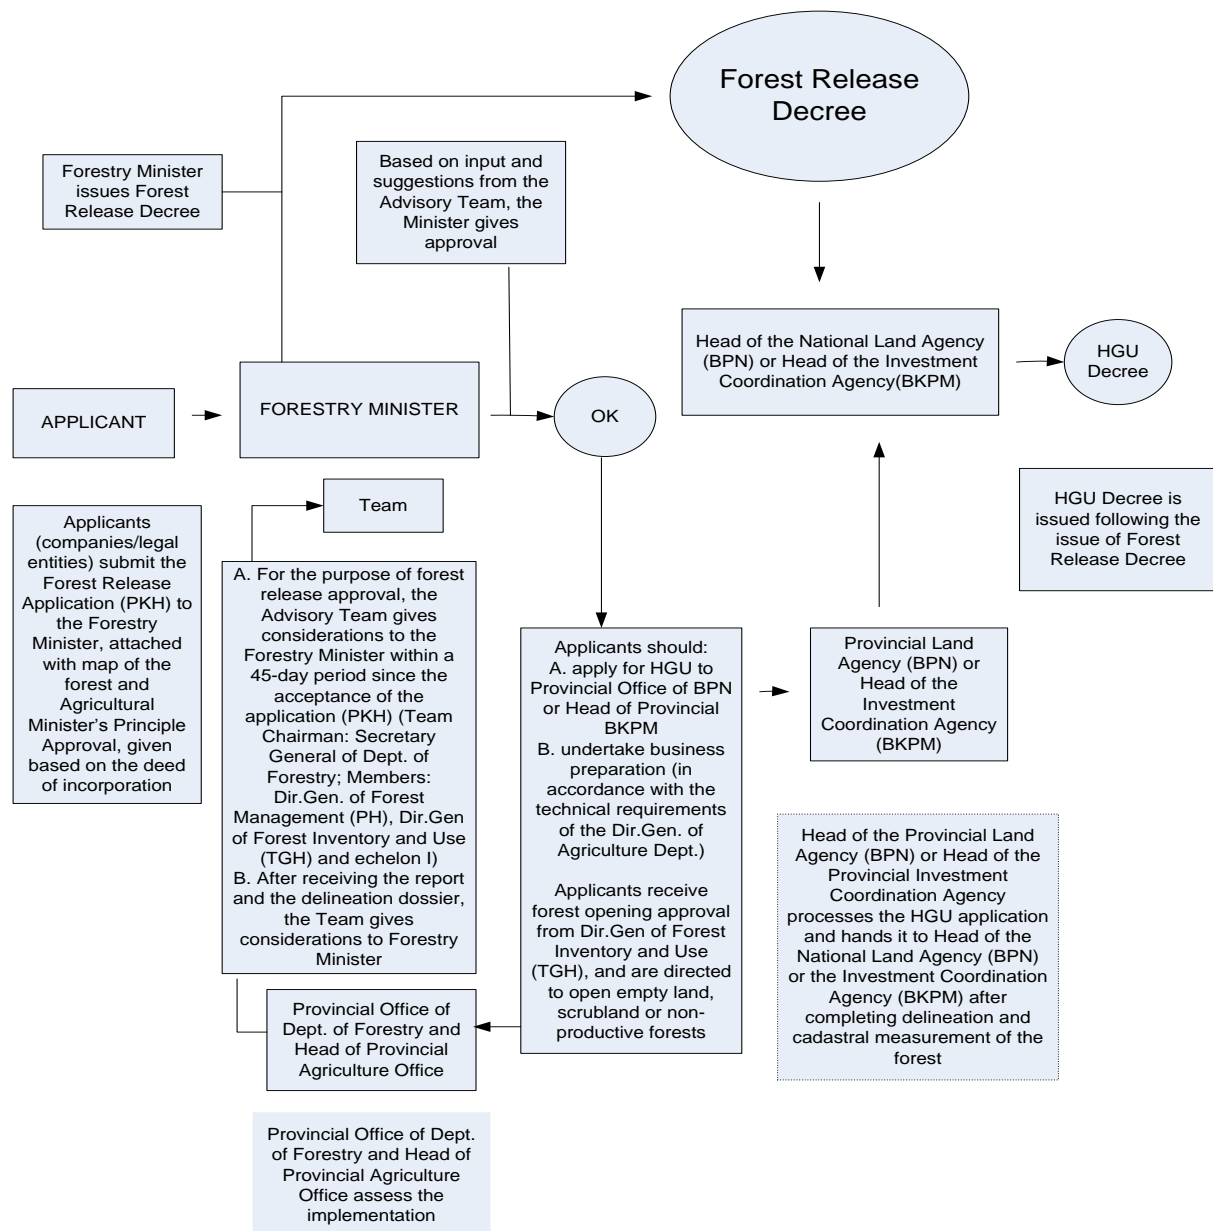 Forest Release
Decree
Forestry Minister
issues Forest
Release Decree
Based on input and
suggestions from the
Advisory Team, the
Minister gives
approval
Head of the National Land Agency
(BPN) or Head of the Investment
Coordination Agency(BKPM)
HGU
Decree
APPLICANT
FORESTRY MINISTER
OK
Team
HGU Decree is
issued following the
issue of Forest
Release Decree
Applicants
(companies/legal
entities) submit the
Forest Release
Application (PKH) to
the Forestry
Minister, attached
with map of the
forest and
Agricultural
Minister's Principle
Approval, given
based on the deed
of incorporation
A. For the purpose of forest
release approval, the
Advisory Team gives
considerations to the
Forestry Minister within a
45-day period since the
acceptance of the
application (PKH) (Team
Chairman: Secretary
General of Dept. of
Forestry; Members:
Dir.Gen. of Forest
Management (PH), Dir.Gen
of Forest Inventory and Use
(TGH) and echelon I)
B. After receiving the report
and the delineation dossier,
the Team gives
considerations to Forestry
Minister
Applicants should:
A. apply for HGU to
Provincial Office of BPN
or Head of Provincial
BKPM
B. undertake business
preparation (in
accordance with the
technical requirements
of the Dir.Gen. of
Agriculture Dept.)
Applicants receive
forest opening approval
from Dir.Gen of Forest
Inventory and Use
(TGH), and are directed
to open empty land,
scrubland or non-
productive forests
Provincial Land
Agency (BPN) or
Head of the
Investment
Coordination Agency
(BKPM)
Head of the Provincial Land
Agency (BPN) or Head of the
Provincial Investment
Coordination Agency
processes the HGU application
and hands it to Head of the
National Land Agency (BPN)
or the Investment Coordination
Agency (BKPM) after
completing delineation and
cadastral measurement of the
forest
Provincial Office of
Dept. of Forestry and
Head of Provincial
Agriculture Office
Provincial Office of Dept.
of Forestry and Head of
Provincial Agriculture
Office assess the
implementation